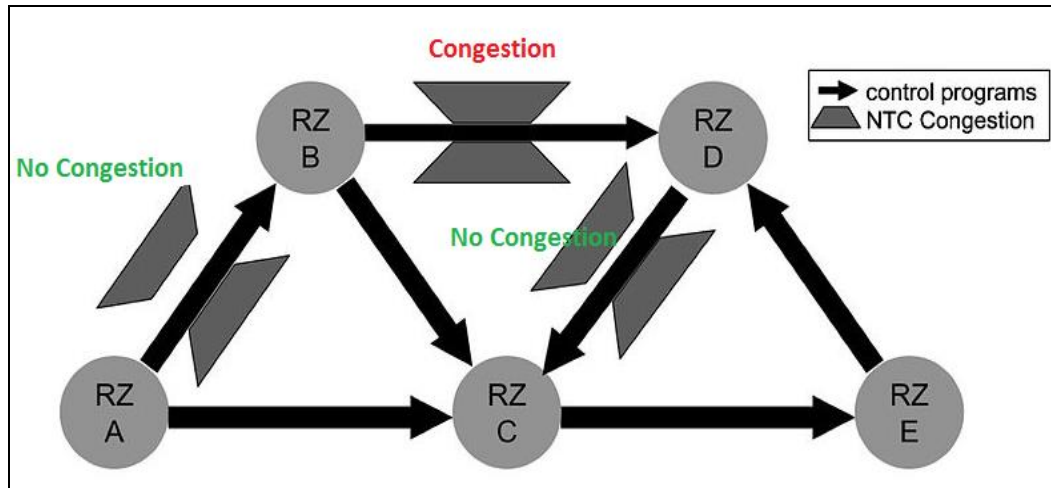 Congestion
control programs
NTC Congestion
RZ
B
RZ
D
No Congestion
No Congestion
RZ
A
RZ
C
RZ
E